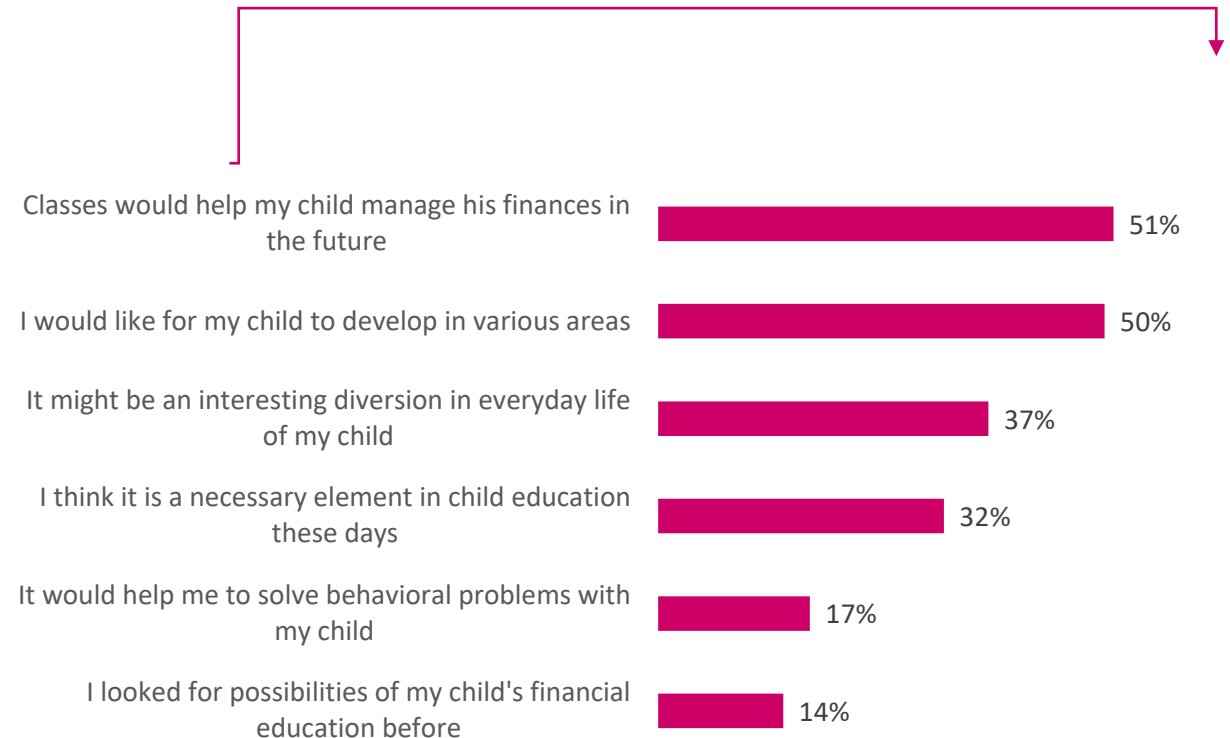 Classes would help my child manage his finances in
the future
51%
I would like for my child to develop in various areas
50%
It might be an interesting diversion in everyday life
of my child
37%
I think it is a necessary element in child education
these days
32%
It would help me to solve behavioral problems with
my child
17%
I looked for possibilities of my child's financial
education before
14%